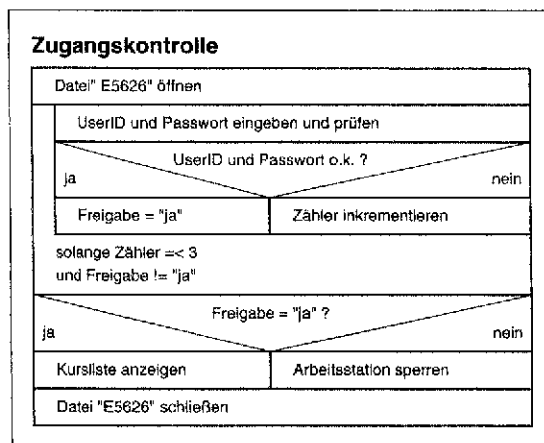 Zugangskontrolle
Datei" E5626" öffnen
UserID und Passwort eingeben und prüfen
UserID und Passwort o.k. ?
ja
nein
Freigabe = "ja"
Zähler inkrementieren
solange Zähler =< 3
und Freigabe != "ja"
Freigabe = "ja" ?
ja
nein
Kursliste anzeigen
Arbeitsstation sperren
Datei "E5626" schließen